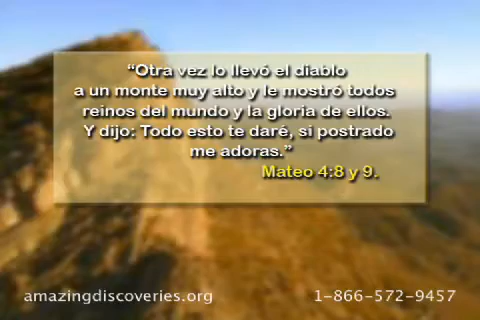 “Otra vez lo llevó el diablo
a un monte muy alto y le mostró todos
reinos del mundo y la gloria de ellos.
Y dijo: Todo esto te daré, si postrado
me adoras.”
Mateo 4:8 y 9.
amazingdiscoveries.org 1-866-572-9457